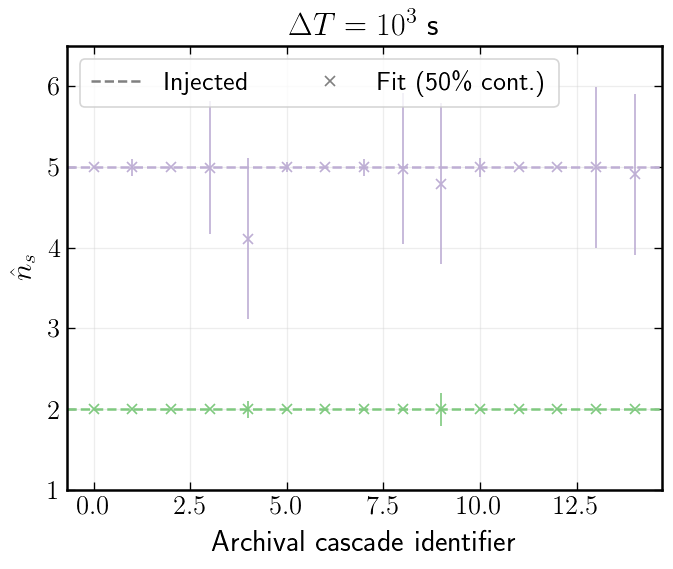 ΔT = 10³ s
Injected
Fit (50% cont.)
6
5
4
3
2
1
n̂ₛ
0.0 2.5 5.0 7.5 10.0 12.5
Archival cascade identifier